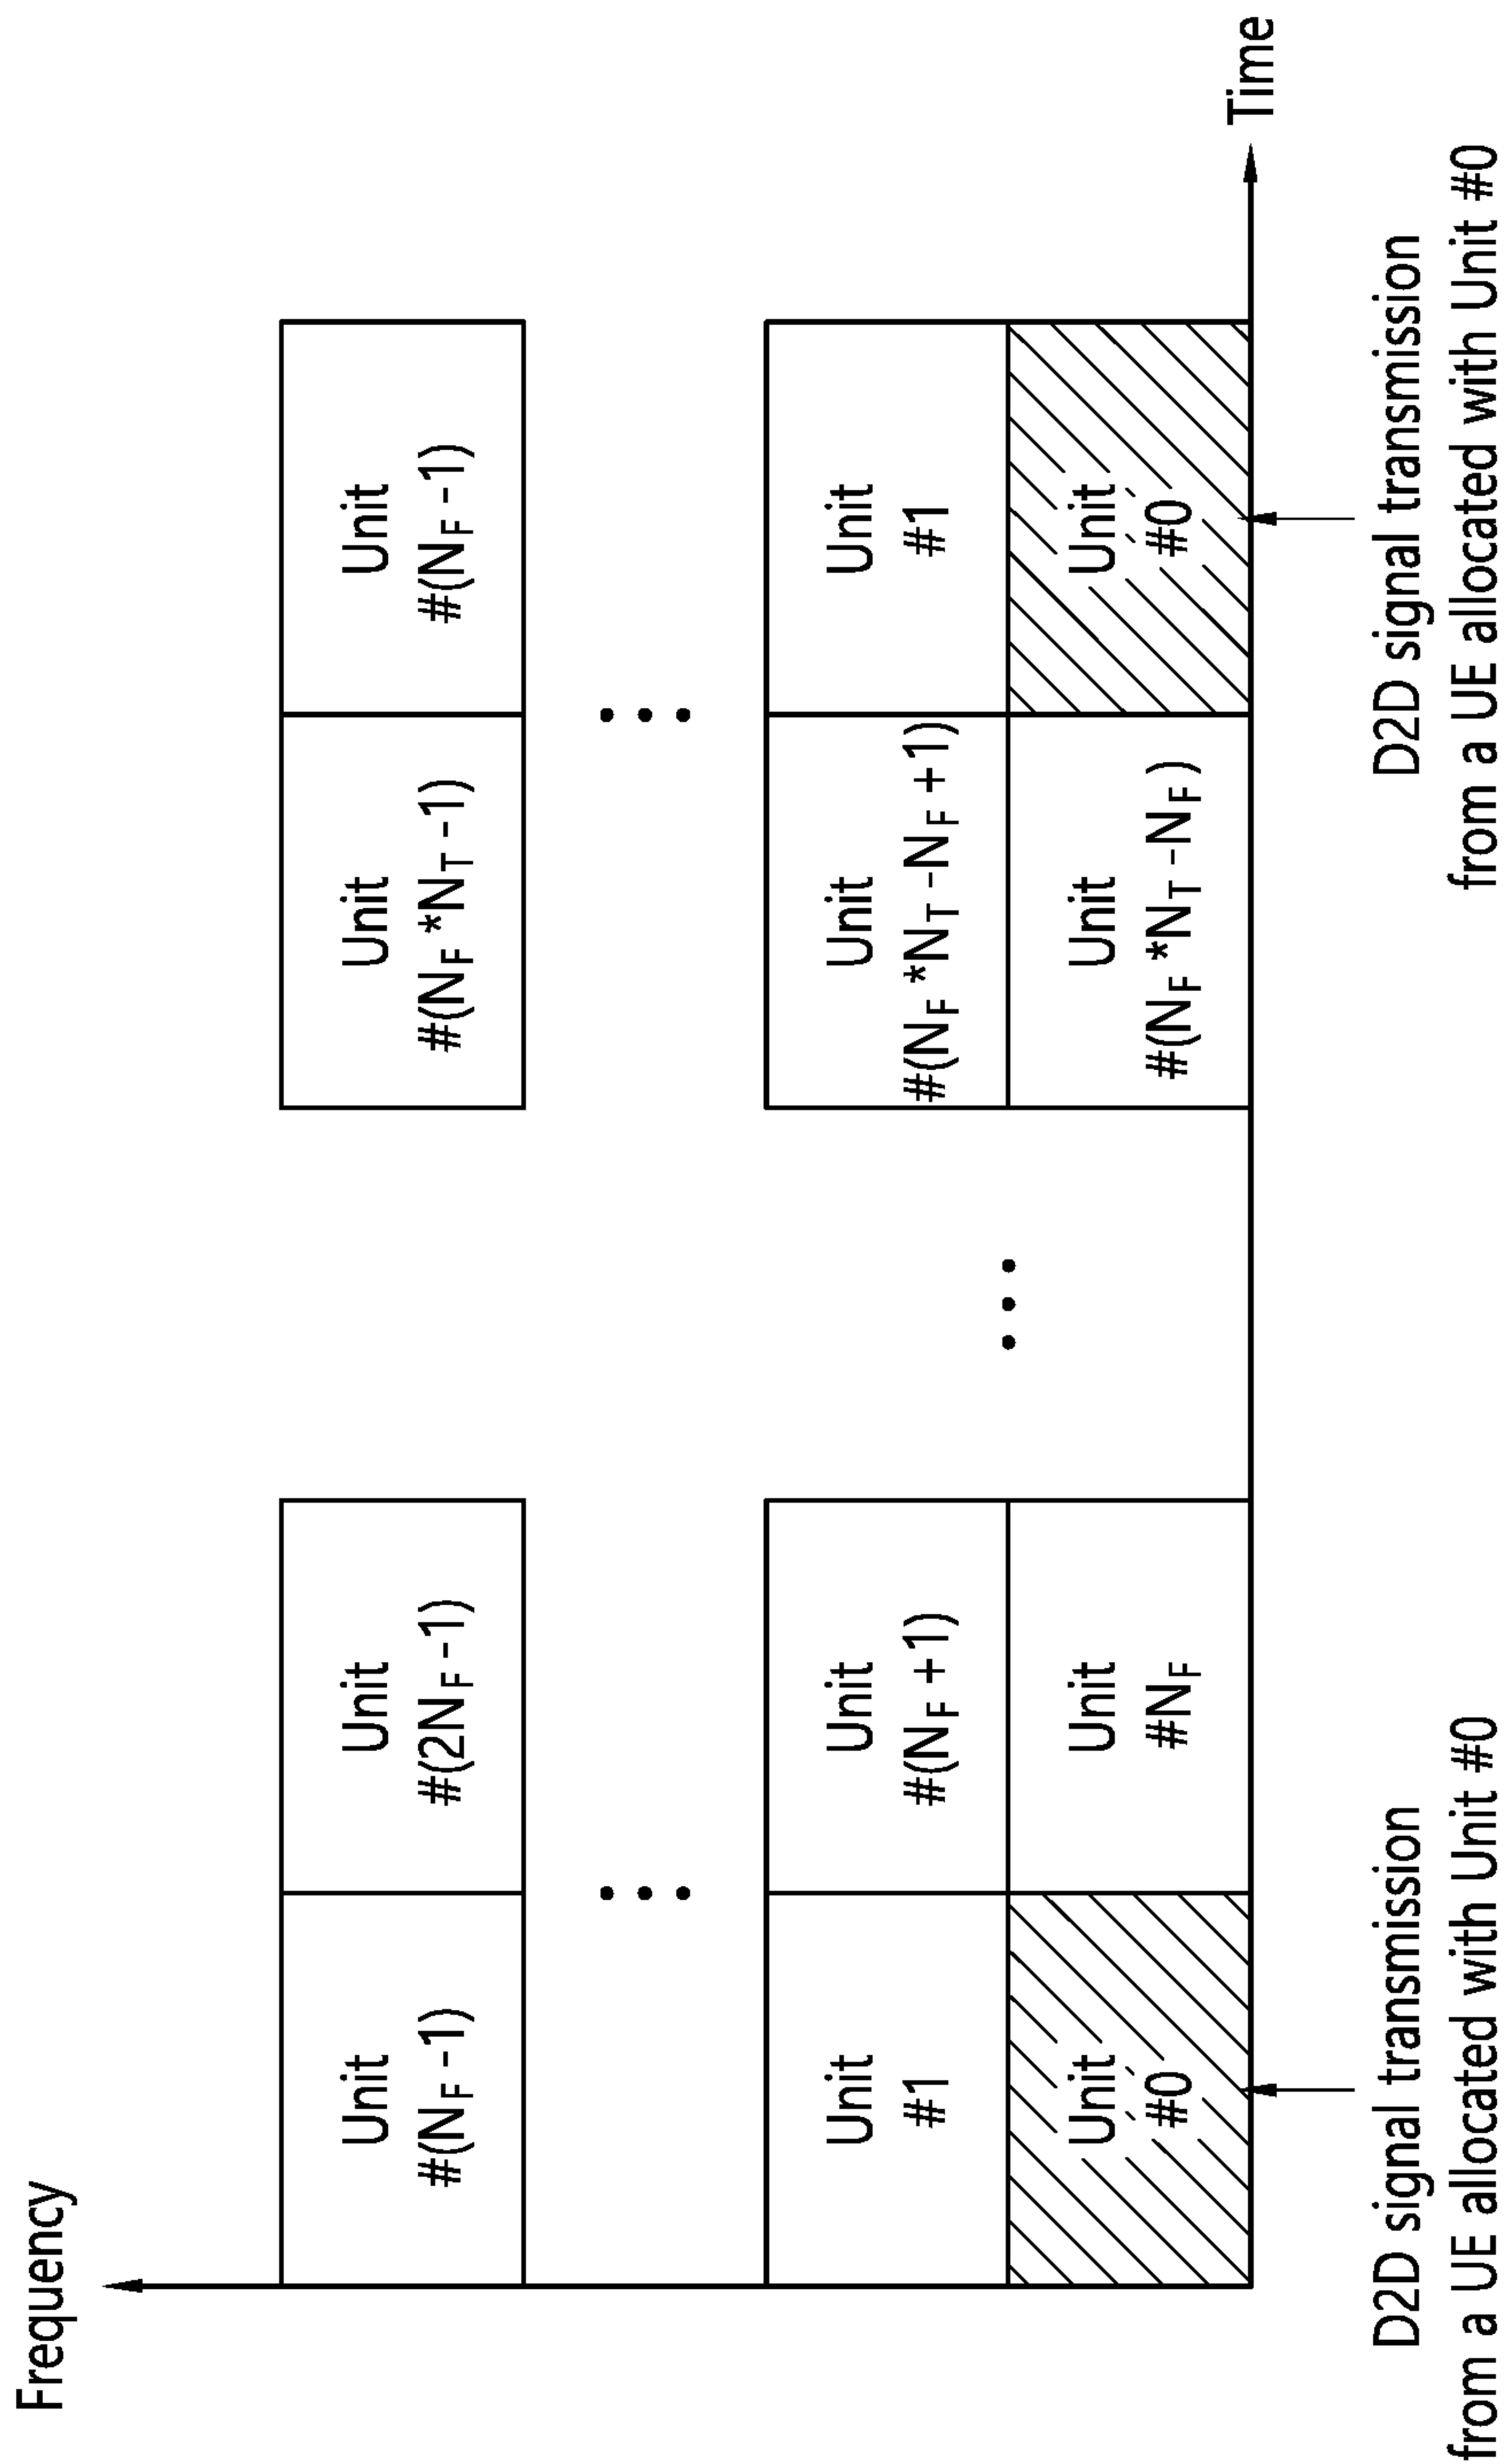 Frequency
Unit
#(N_F-1)
Unit
#(2N_F-1)
Unit
#(N_F*N_T-1)
Unit
#(N_F-1)
Unit
#1
Unit
#(N_F+1)
Unit
#(N_F*N_T-N_F+1)
Unit
#1
Unit
#0
Unit
#N_F
Unit
#(N_F*N_T-N_F)
Unit
#0
Time
D2D signal transmission
from a UE allocated with Unit #0
D2D signal transmission
from a UE allocated with Unit #0